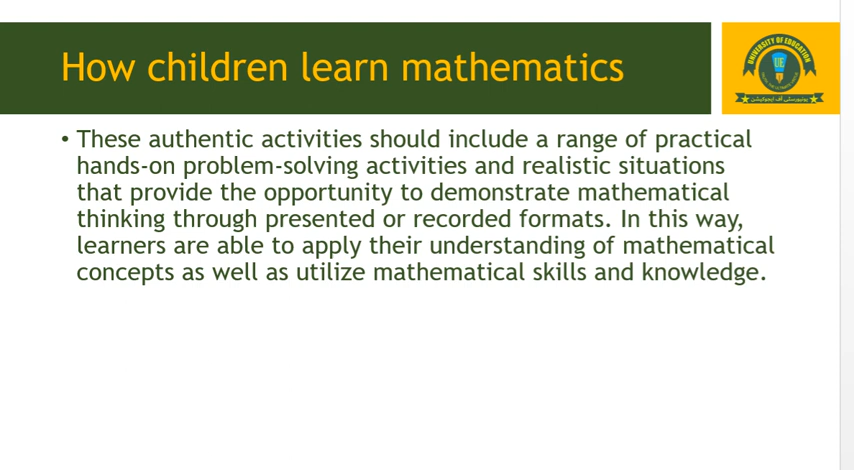 How children learn mathematics
UNIVERSITY OF EDUCATION
UE
یونیورسٹی آف ایجوکیشن
• These authentic activities should include a range of practical
hands-on problem-solving activities and realistic situations
that provide the opportunity to demonstrate mathematical
thinking through presented or recorded formats. In this way,
learners are able to apply their understanding of mathematical
concepts as well as utilize mathematical skills and knowledge.